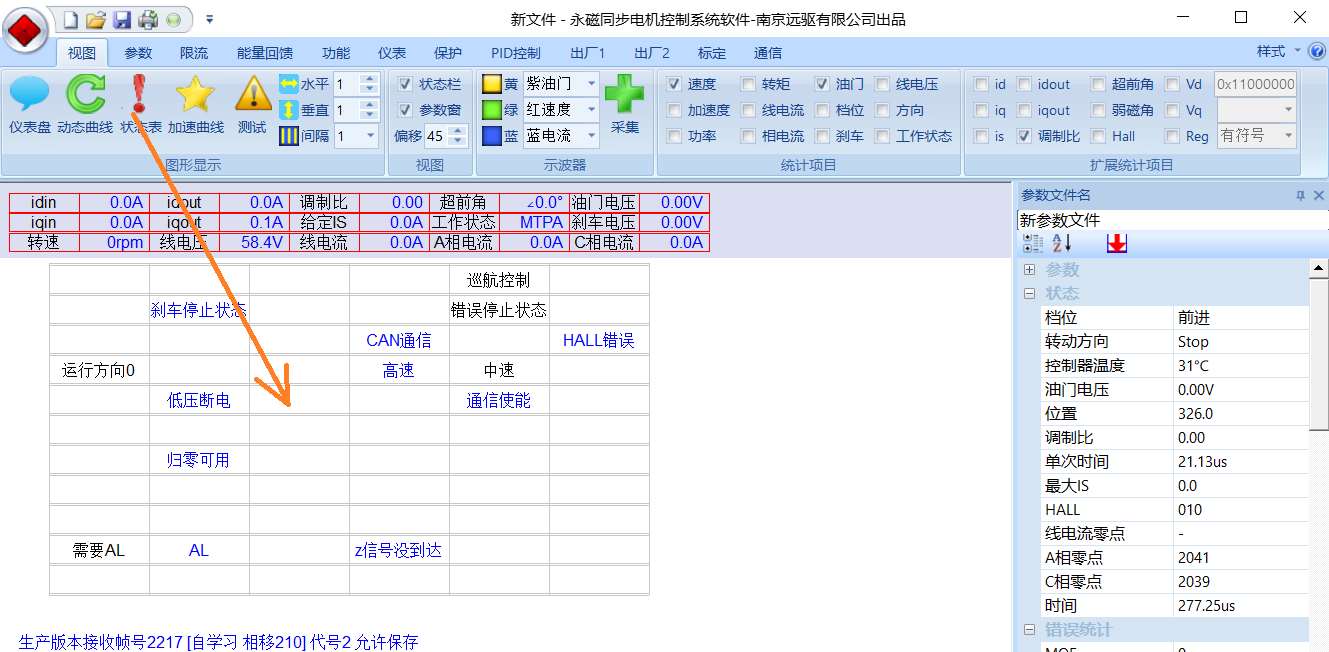 新文件 - 永磁同步电机控制系统软件-南京远驱有限公司出品
视图 参数 限流 能量回馈 功能 仪表 保护 PID控制 出厂1 出厂2 标定 通信 样式
水平 1 状态栏 黄 紫油门 速度 转矩 油门 线电压 id idout 超前角 Vd 0x11000000
垂直 1 参数窗 绿 红速度 加速度 线电流 档位 方向 iq iqout 弱磁角 Vq
仪表盘 动态曲线 状态表 加速曲线 测试 间隔 1 偏移 45 蓝 蓝电流 采集 功率 相电流 刹车 工作状态 is 调制比 Hall Reg 有符号
图形显示 视图 示波器 统计项目 扩展统计项目
idin 0.0A idout 0.0A 调制比 0.00 超前角 ∠0.0° 油门电压 0.00V
iqin 0.0A iqout 0.1A 给定IS 0.0A 工作状态 MTPA 刹车电压 0.00V
转速 0rpm 线电压 58.4V 线电流 0.0A A相电流 0.0A C相电流 0.0A
巡航控制
刹车停止状态 错误停止状态
CAN通信 HALL错误
运行方向0 高速 中速
低压断电 通信使能
归零可用
需要AL AL z信号没到达
生产版本接收帧号2217 [自学习 相移210] 代号2 允许保存
参数文件名
新参数文件
参数
状态
档位 前进
转动方向 Stop
控制器温度 31°C
油门电压 0.00V
位置 326.0
调制比 0.00
单次时间 21.13us
最大IS 0.0
HALL 010
线电流零点 -
A相零点 2041
C相零点 2039
时间 277.25us
错误统计
MOE 0